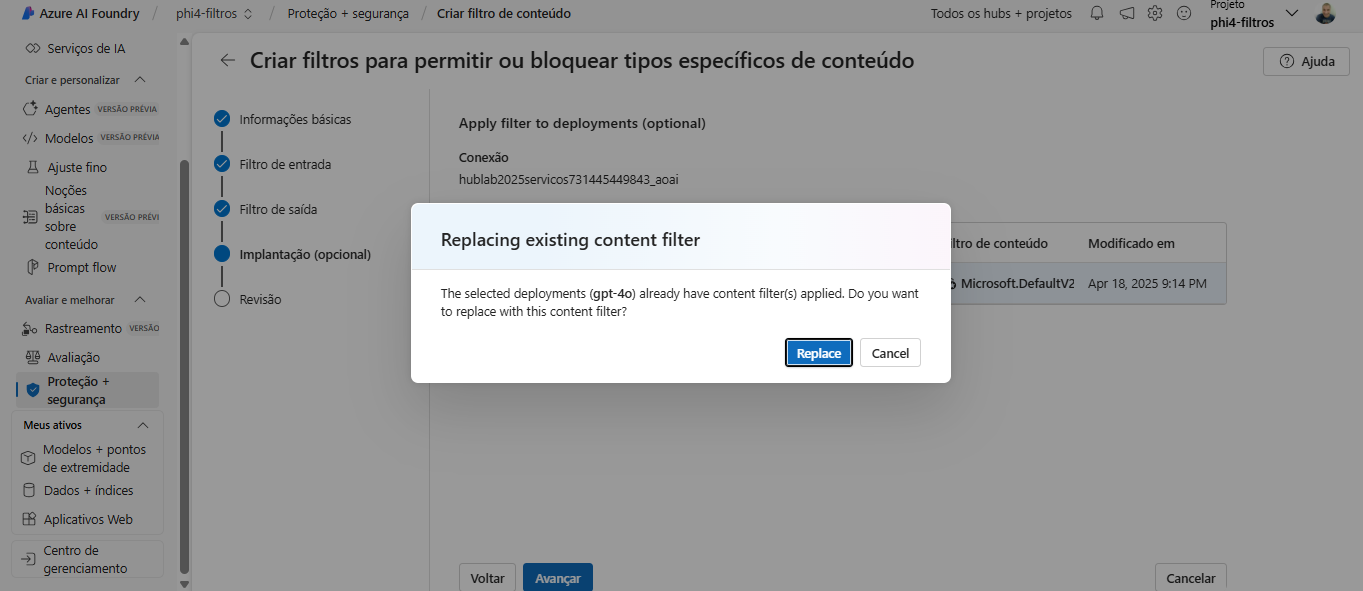 Azure AI Foundry / phi4-filtros / Proteção + segurança / Criar filtro de conteúdo
Todos os hubs + projetos
Projeto
phi4-filtros
Serviços de IA
Criar e personalizar
Agentes VERSÃO PRÉVIA
Modelos VERSÃO PRÉVIA
Ajuste fino
Noções
básicas
sobre
conteúdo
VERSÃO PRÉVI
Prompt flow
Avaliar e melhorar
Rastreamento VERSÃO
Avaliação
Proteção +
segurança
Meus ativos
Modelos + pontos
de extremidade
Dados + índices
Aplicativos Web
Centro de
gerenciamento
Criar filtros para permitir ou bloquear tipos específicos de conteúdo
Ajuda
Informações básicas
Filtro de entrada
Filtro de saída
Implantação (opcional)
Revisão
Apply filter to deployments (optional)
Conexão
hublab2025servicos731445449843_aoai
iltro de conteúdo
Modificado em
Microsoft.DefaultV2
Apr 18, 2025 9:14 PM
Replacing existing content filter
The selected deployments (gpt-4o) already have content filter(s) applied. Do you want
to replace with this content filter?
Replace
Cancel
Voltar
Avançar
Cancelar